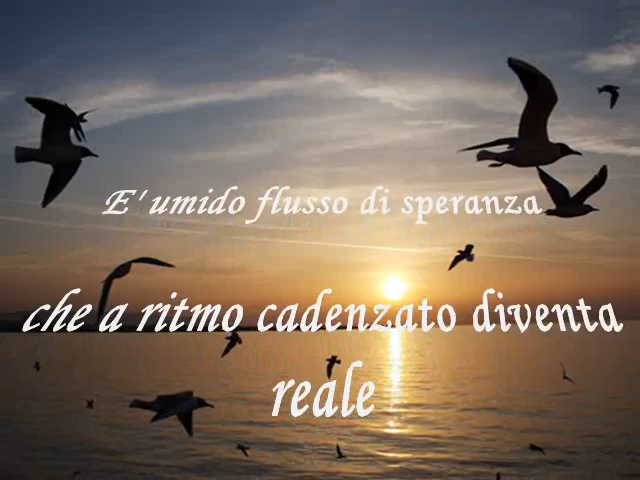 E' umido flusso di speranza
che a ritmo cadenzato diventa
reale